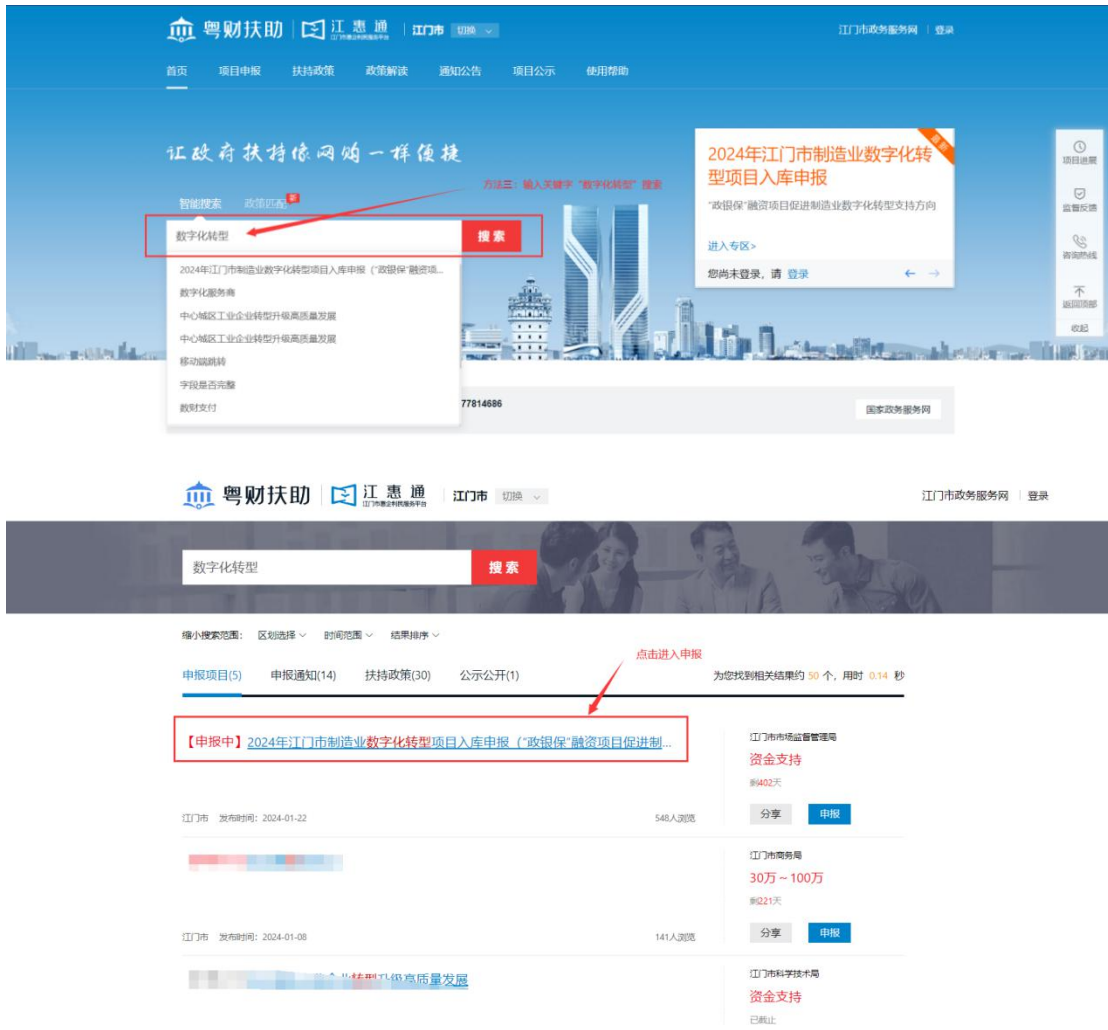 粤财扶助 江惠通 江门市惠企利民服务平台 江门市 切换 江门市政务服务网 登录
首页 项目申报 扶持政策 政策解读 通知公告 项目公示 使用帮助
让政府扶持像网购一样便捷
方法三：输入关键字“数字化转型”搜索
智能搜索 政策匹配
数字化转型 搜索
2024年江门市制造业数字化转型项目入库申报（“政银保”融资项...
数字化服务商
中心城区工业企业转型升级高质量发展
中心城区工业企业转型升级高质量发展
移动端跳转
字段是否完整
数财支付
最新
2024年江门市制造业数字化转
型项目入库申报
“政银保”融资项目促进制造业数字化转型支持方向
进入专区>
您尚未登录，请 登录
项目进展
监督反馈
咨询热线
返回顶部
收起
77814686
国家政务服务网
粤财扶助 江惠通 江门市惠企利民服务平台 江门市 切换 江门市政务服务网 登录
数字化转型 搜索
缩小搜索范围： 区划选择 时间范围 结果排序
点击进入申报
申报项目(5) 申报通知(14) 扶持政策(30) 公示公开(1) 为您找到相关结果约 50 个，用时 0.14 秒
【申报中】2024年江门市制造业数字化转型项目入库申报（“政银保”融资项目促进制...
江门市市场监督管理局
资金支持
剩402天
江门市 发布时间：2024-01-22 548人浏览 分享 申报
江门市商务局
30万～100万
剩221天
江门市 发布时间：2024-01-08 141人浏览 分享 申报
转型升级高质量发展
江门市科学技术局
资金支持
已截止